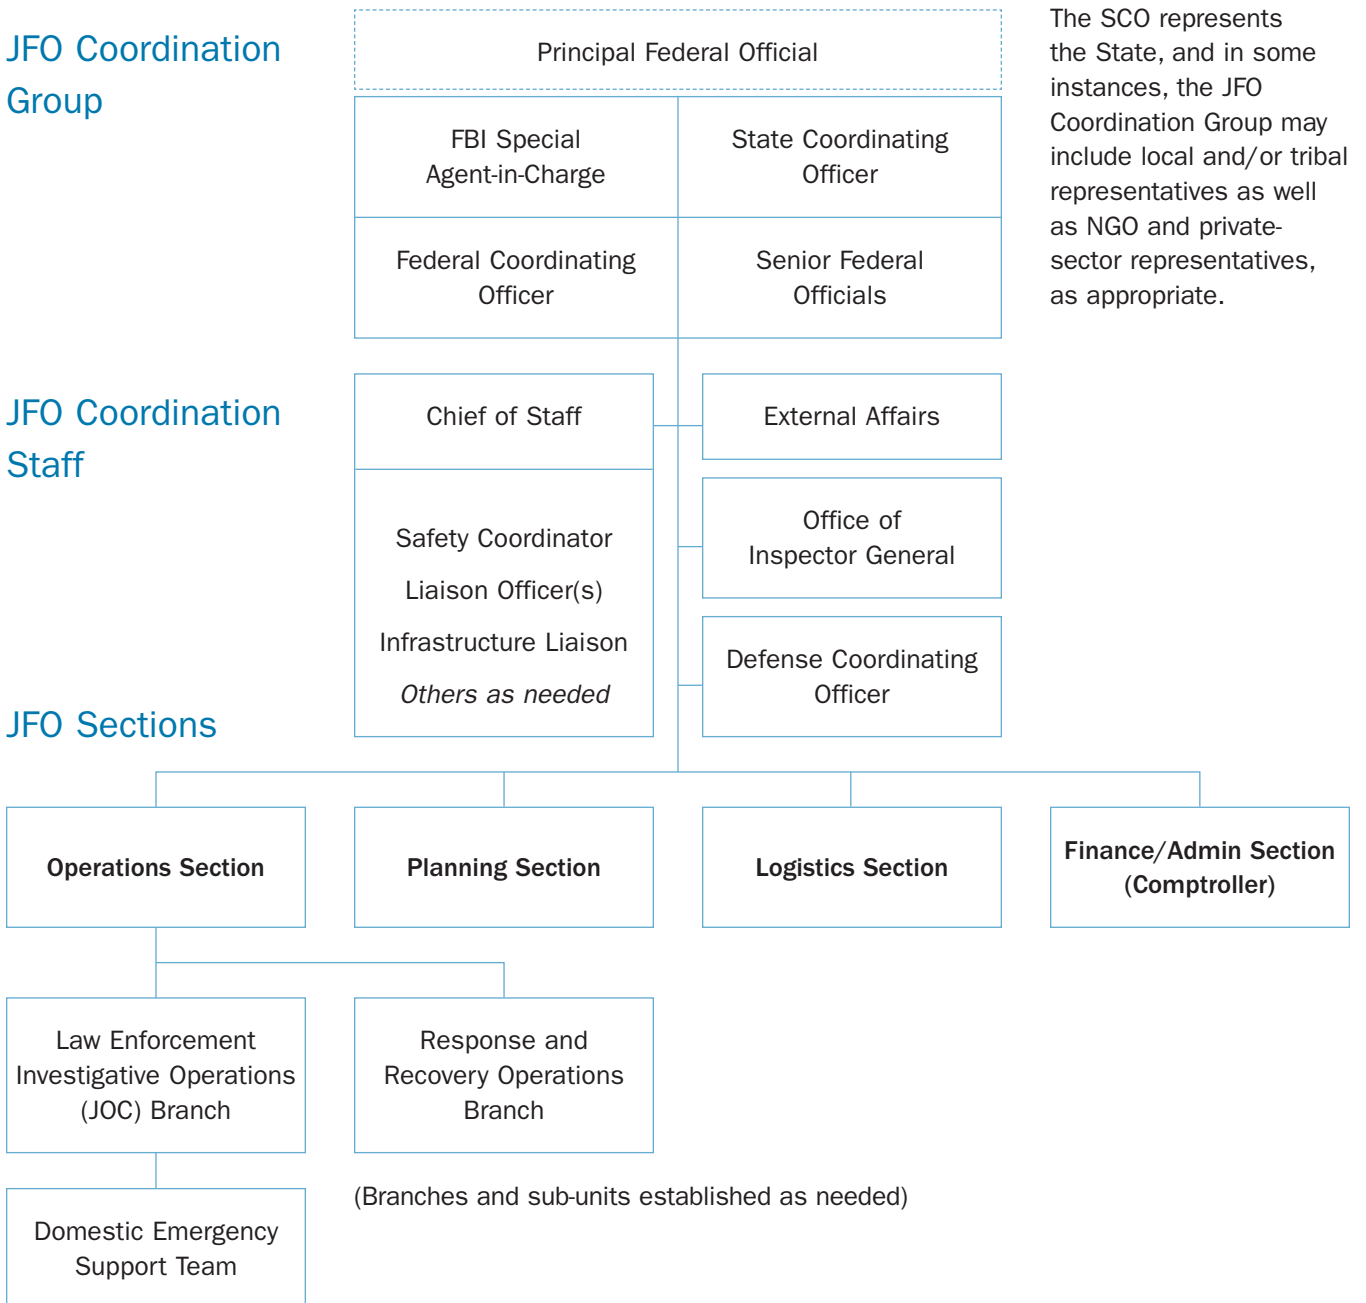 JFO Coordination
Group
Principal Federal Official
FBI Special
Agent-in-Charge
State Coordinating
Officer
Federal Coordinating
Officer
Senior Federal
Officials
The SCO represents
the State, and in some
instances, the JFO
Coordination Group may
include local and/or tribal
representatives as well
as NGO and private-
sector representatives,
as appropriate.
JFO Coordination
Staff
Chief of Staff
Safety Coordinator
Liaison Officer(s)
Infrastructure Liaison
Others as needed
External Affairs
Office of
Inspector General
Defense Coordinating
Officer
JFO Sections
Operations Section
Planning Section
Logistics Section
Finance/Admin Section
(Comptroller)
Law Enforcement
Investigative Operations
(JOC) Branch
Response and
Recovery Operations
Branch
Domestic Emergency
Support Team
(Branches and sub-units established as needed)